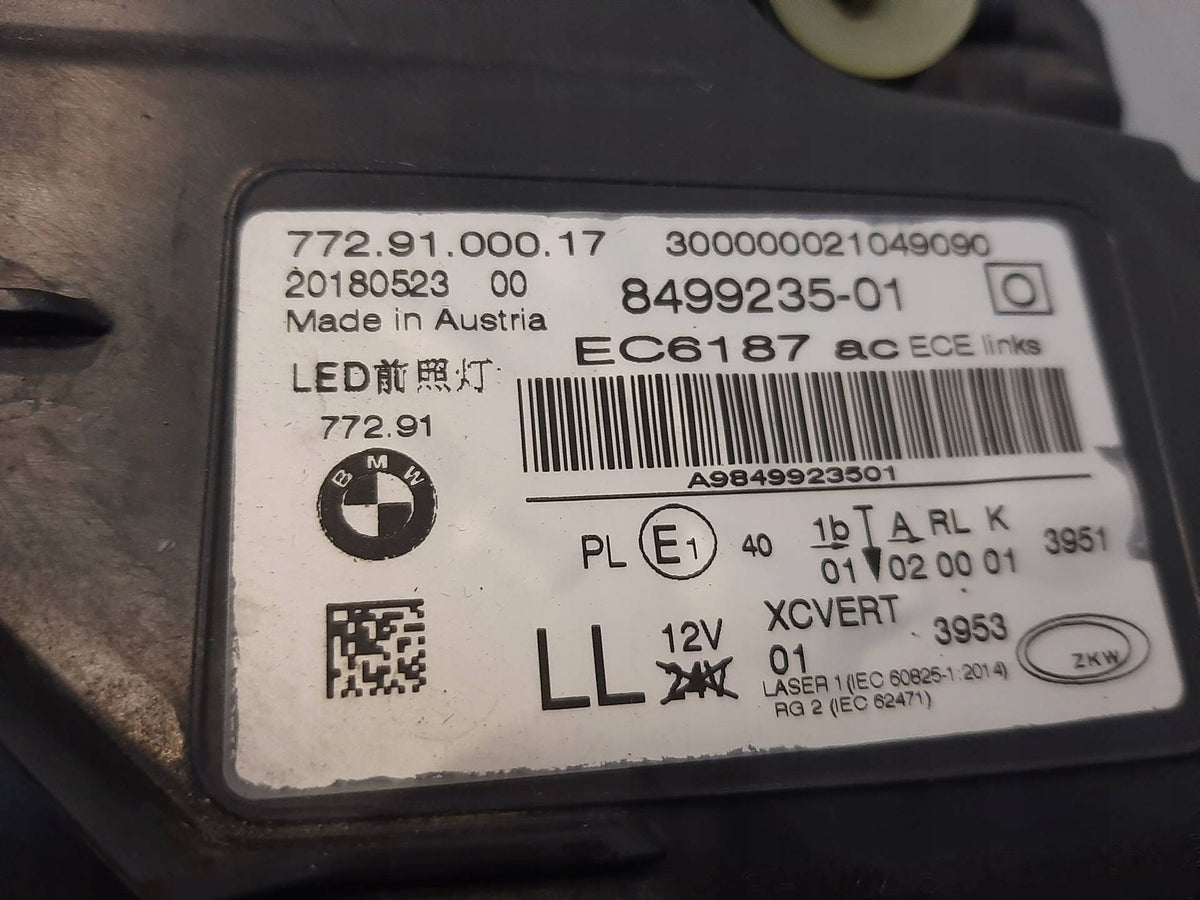 772.91.000.17 300000021049090
20180523 00 8499235-01
Made in Austria
EC6187 ac ECE links
LED前照灯
772.91
A9849923501
BMW
PL E1 40 1b A RL K 3951
01 02 00 01
XCVERT
LL 12V 01 3953
24V
ZKW
LASER 1 (IEC 60825-1:2014)
RG 2 (IEC 62471)